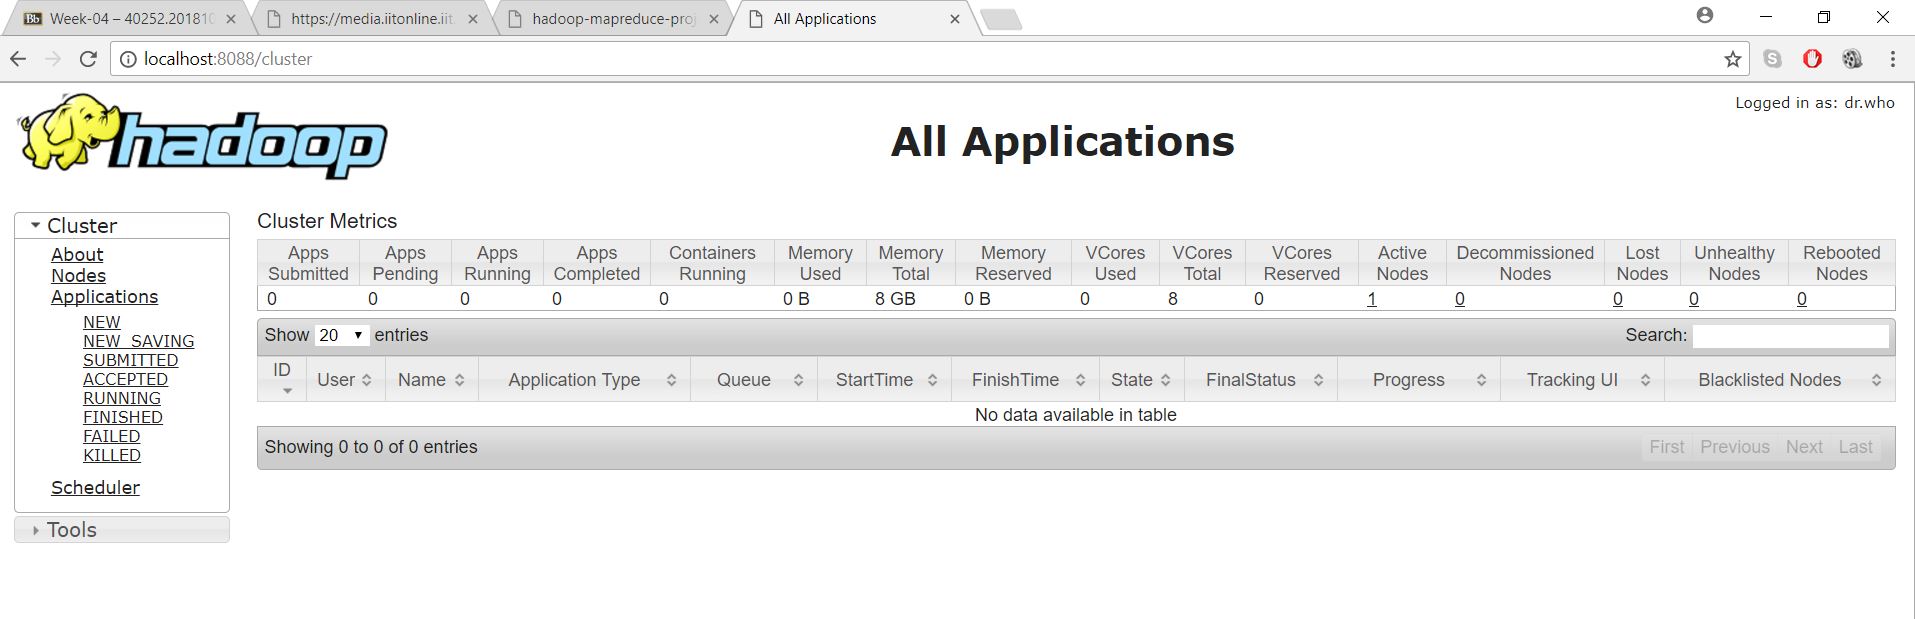 Week-04 – 40252.201810
https://media.iitonline.iit.
hadoop-mapreduce-proj
All Applications
localhost:8088/cluster
Logged in as: dr.who
hadoop
All Applications
Cluster
About
Nodes
Applications
NEW
NEW_SAVING
SUBMITTED
ACCEPTED
RUNNING
FINISHED
FAILED
KILLED
Scheduler
Tools
Cluster Metrics
Apps Submitted Apps Pending Apps Running Apps Completed Containers Running Memory Used Memory Total Memory Reserved VCores Used VCores Total VCores Reserved Active Nodes Decommissioned Nodes Lost Nodes Unhealthy Nodes Rebooted Nodes
0 0 0 0 0 0 B 8 GB 0 B 0 8 0 1 0 0 0 0
Show 20 entries Search:
ID User Name Application Type Queue StartTime FinishTime State FinalStatus Progress Tracking UI Blacklisted Nodes
No data available in table
Showing 0 to 0 of 0 entries First Previous Next Last